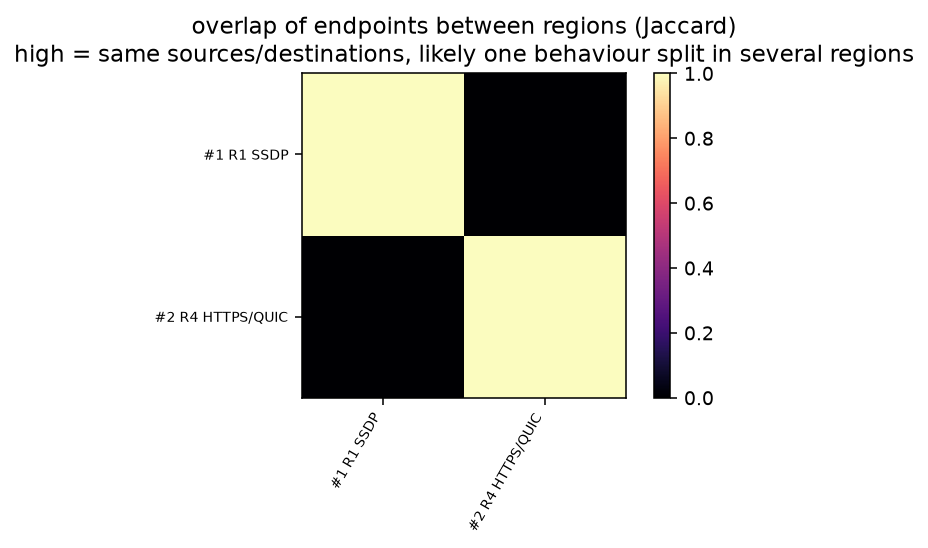 overlap of endpoints between regions (Jaccard)
high = same sources/destinations, likely one behaviour split in several regions
1.0
#1 R1 SSDP
0.8
0.6
0.4
#2 R4 HTTPS/QUIC
0.2
0.0
#1 R1 SSDP
#2 R4 HTTPS/QUIC